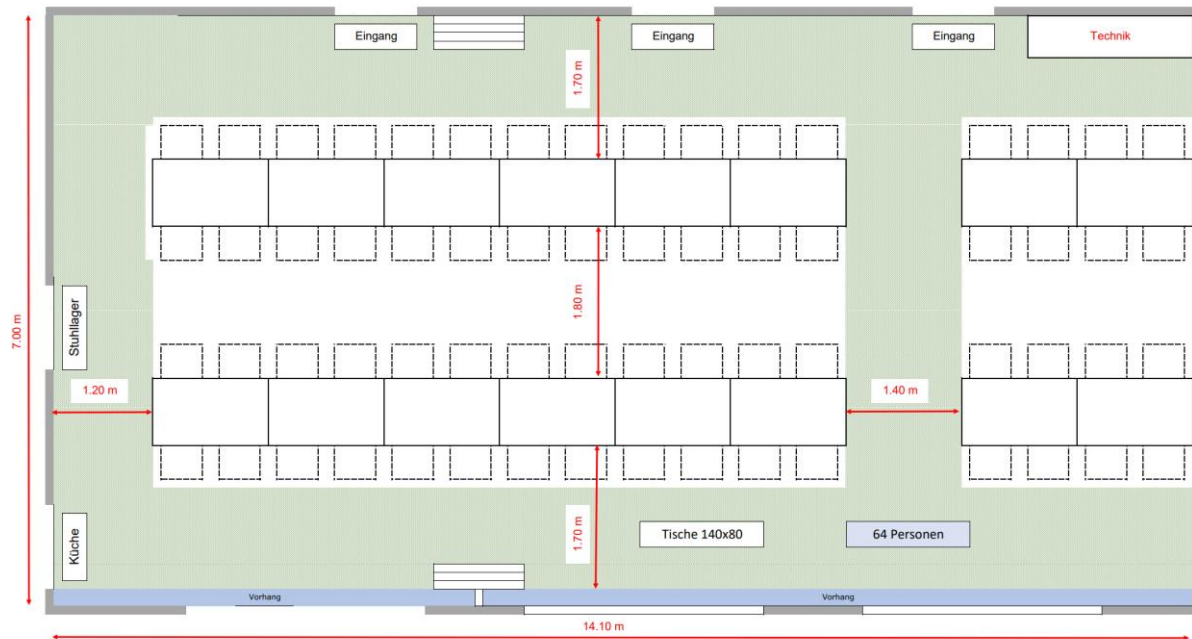 Eingang
Eingang
Eingang
Technik
1.70 m
7.00 m
Stuhllager
1.80 m
1.20 m
1.40 m
Küche
1.70 m
Tische 140x80
64 Personen
Vorhang
Vorhang
14.10 m